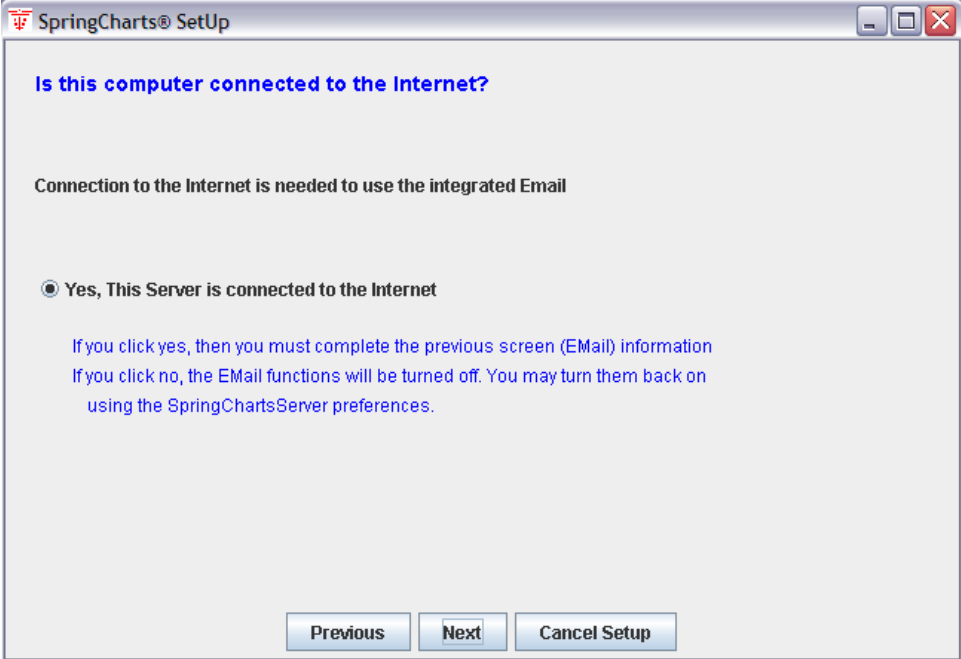 SpringCharts® SetUp
Is this computer connected to the Internet?
Connection to the Internet is needed to use the integrated Email
Yes, This Server is connected to the Internet
If you click yes, then you must complete the previous screen (EMail) information
If you click no, the EMail functions will be turned off. You may turn them back on
using the SpringChartsServer preferences.
Previous Next Cancel Setup